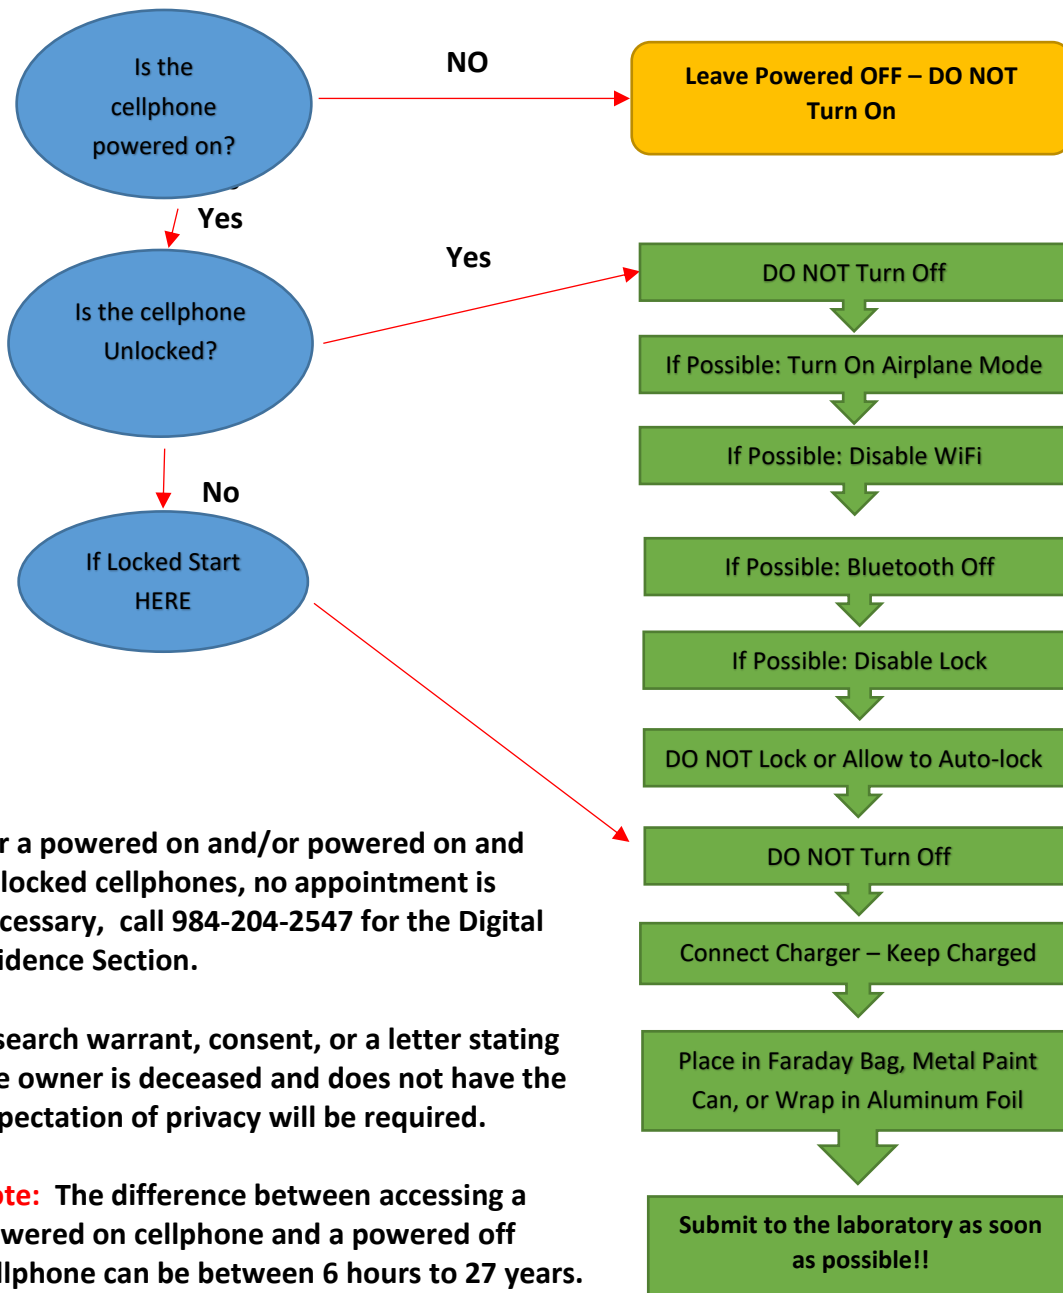 Is the
cellphone
powered on?
NO
Leave Powered OFF – DO NOT
Turn On
Yes
Is the cellphone
Unlocked?
Yes
No
If Locked Start
HERE
DO NOT Turn Off
If Possible: Turn On Airplane Mode
If Possible: Disable WiFi
If Possible: Bluetooth Off
If Possible: Disable Lock
DO NOT Lock or Allow to Auto-lock
DO NOT Turn Off
Connect Charger – Keep Charged
Place in Faraday Bag, Metal Paint
Can, or Wrap in Aluminum Foil
Submit to the laboratory as soon
as possible!!
r a powered on and/or powered on and
locked cellphones, no appointment is
cessary, call 984-204-2547 for the Digital
idence Section.
search warrant, consent, or a letter stating
e owner is deceased and does not have the
pectation of privacy will be required.
ote: The difference between accessing a
wered on cellphone and a powered off
llphone can be between 6 hours to 27 years.